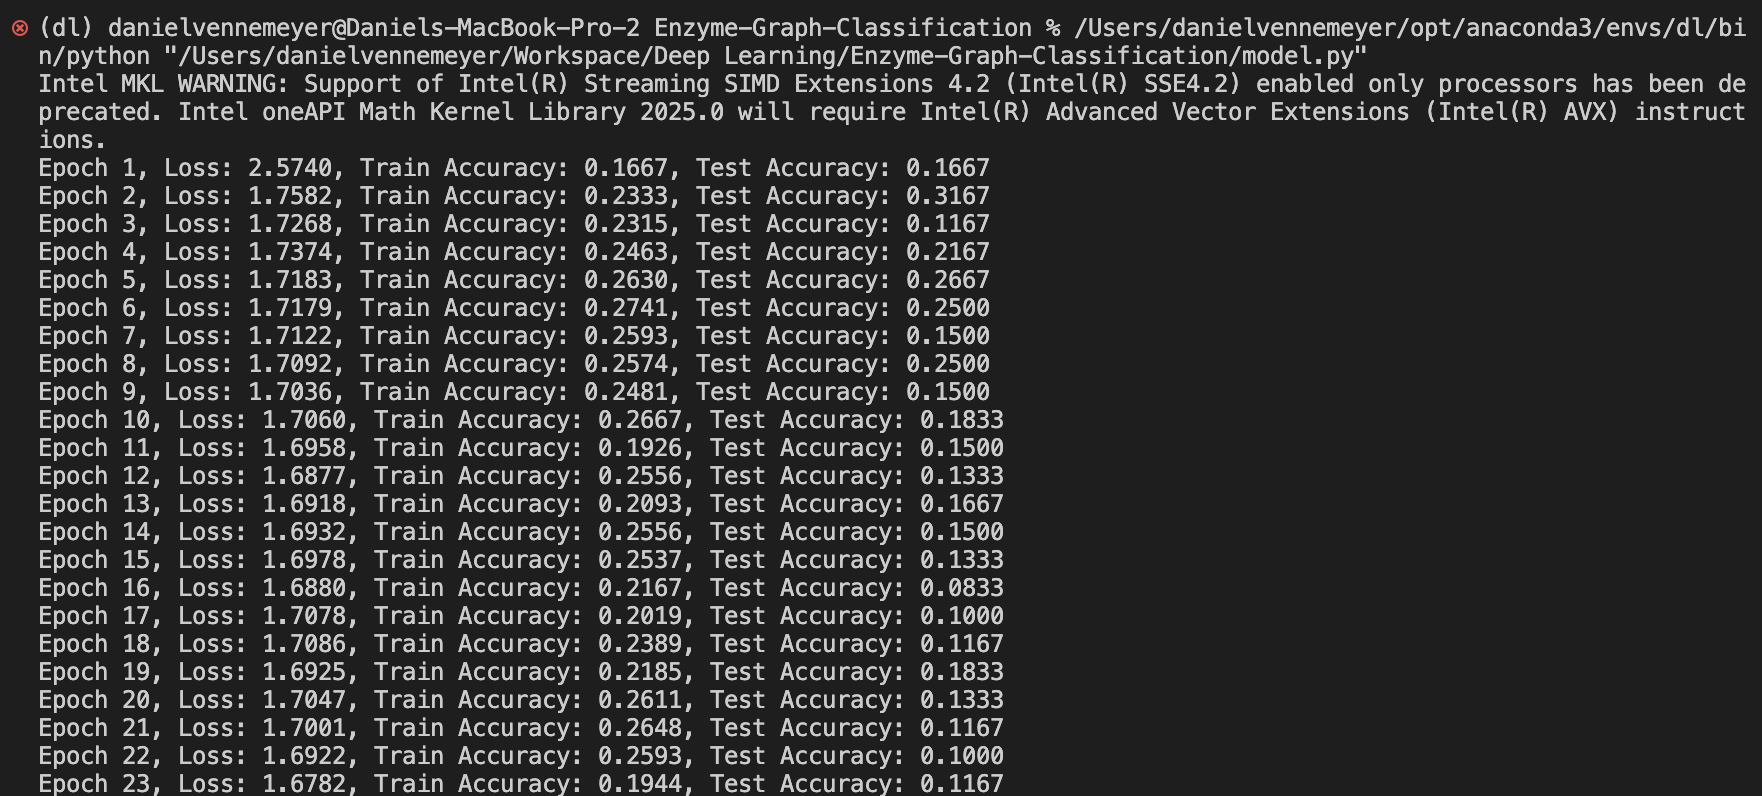 (dl) danielvennemeyer@Daniels-MacBook-Pro-2 Enzyme-Graph-Classification % /Users/danielvennemeyer/opt/anaconda3/envs/dl/bi
n/python "/Users/danielvennemeyer/Workspace/Deep Learning/Enzyme-Graph-Classification/model.py"
Intel MKL WARNING: Support of Intel(R) Streaming SIMD Extensions 4.2 (Intel(R) SSE4.2) enabled only processors has been de
precated. Intel oneAPI Math Kernel Library 2025.0 will require Intel(R) Advanced Vector Extensions (Intel(R) AVX) instruct
ions.
Epoch 1, Loss: 2.5740, Train Accuracy: 0.1667, Test Accuracy: 0.1667
Epoch 2, Loss: 1.7582, Train Accuracy: 0.2333, Test Accuracy: 0.3167
Epoch 3, Loss: 1.7268, Train Accuracy: 0.2315, Test Accuracy: 0.1167
Epoch 4, Loss: 1.7374, Train Accuracy: 0.2463, Test Accuracy: 0.2167
Epoch 5, Loss: 1.7183, Train Accuracy: 0.2630, Test Accuracy: 0.2667
Epoch 6, Loss: 1.7179, Train Accuracy: 0.2741, Test Accuracy: 0.2500
Epoch 7, Loss: 1.7122, Train Accuracy: 0.2593, Test Accuracy: 0.1500
Epoch 8, Loss: 1.7092, Train Accuracy: 0.2574, Test Accuracy: 0.2500
Epoch 9, Loss: 1.7036, Train Accuracy: 0.2481, Test Accuracy: 0.1500
Epoch 10, Loss: 1.7060, Train Accuracy: 0.2667, Test Accuracy: 0.1833
Epoch 11, Loss: 1.6958, Train Accuracy: 0.1926, Test Accuracy: 0.1500
Epoch 12, Loss: 1.6877, Train Accuracy: 0.2556, Test Accuracy: 0.1333
Epoch 13, Loss: 1.6918, Train Accuracy: 0.2093, Test Accuracy: 0.1667
Epoch 14, Loss: 1.6932, Train Accuracy: 0.2556, Test Accuracy: 0.1500
Epoch 15, Loss: 1.6978, Train Accuracy: 0.2537, Test Accuracy: 0.1333
Epoch 16, Loss: 1.6880, Train Accuracy: 0.2167, Test Accuracy: 0.0833
Epoch 17, Loss: 1.7078, Train Accuracy: 0.2019, Test Accuracy: 0.1000
Epoch 18, Loss: 1.7086, Train Accuracy: 0.2389, Test Accuracy: 0.1167
Epoch 19, Loss: 1.6925, Train Accuracy: 0.2185, Test Accuracy: 0.1833
Epoch 20, Loss: 1.7047, Train Accuracy: 0.2611, Test Accuracy: 0.1333
Epoch 21, Loss: 1.7001, Train Accuracy: 0.2648, Test Accuracy: 0.1167
Epoch 22, Loss: 1.6922, Train Accuracy: 0.2593, Test Accuracy: 0.1000
Epoch 23, Loss: 1.6782, Train Accuracy: 0.1944, Test Accuracy: 0.1167